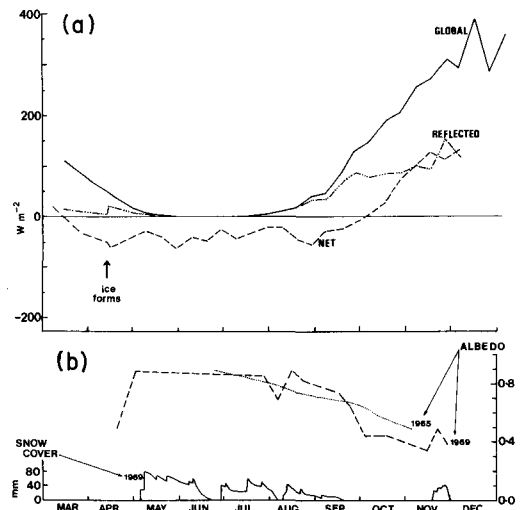 (a)
400
200
0
-200
W m⁻²
GLOBAL
REFLECTED
NET
Ice
forms
(b)
ALBEDO
0·8
0·4
0·0
1965
1969
SNOW
COVER
1969
80
40
0
mm
MAR APR MAY JUN JUL AUG SEP OCT NOV DEC